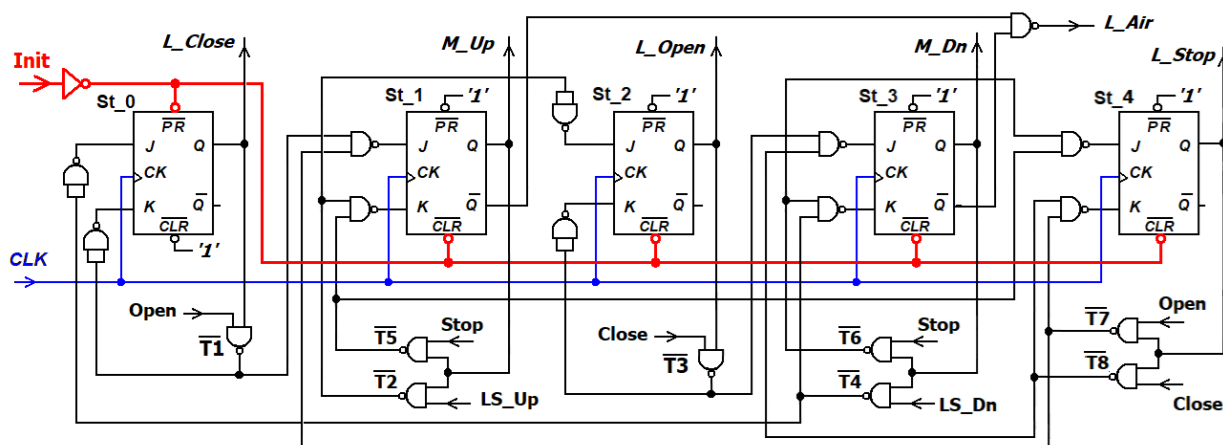 L_Close
M_Up
L_Open
M_Dn
L_Air
L_Stop
Init
St_0
St_1
'1'
St_2
'1'
St_3
'1'
St_4
'1'
PR
J
Q
CK
K
Q
CLR
'1'
PR
J
Q
CK
K
Q
CLR
PR
J
Q
CK
K
Q
CLR
PR
J
Q
CK
K
Q
CLR
PR
J
Q
CK
K
Q
CLR
CLK
Open
T1
T5
Stop
T2
LS_Up
Close
T3
T6
Stop
T4
LS_Dn
T7
Open
T8
Close